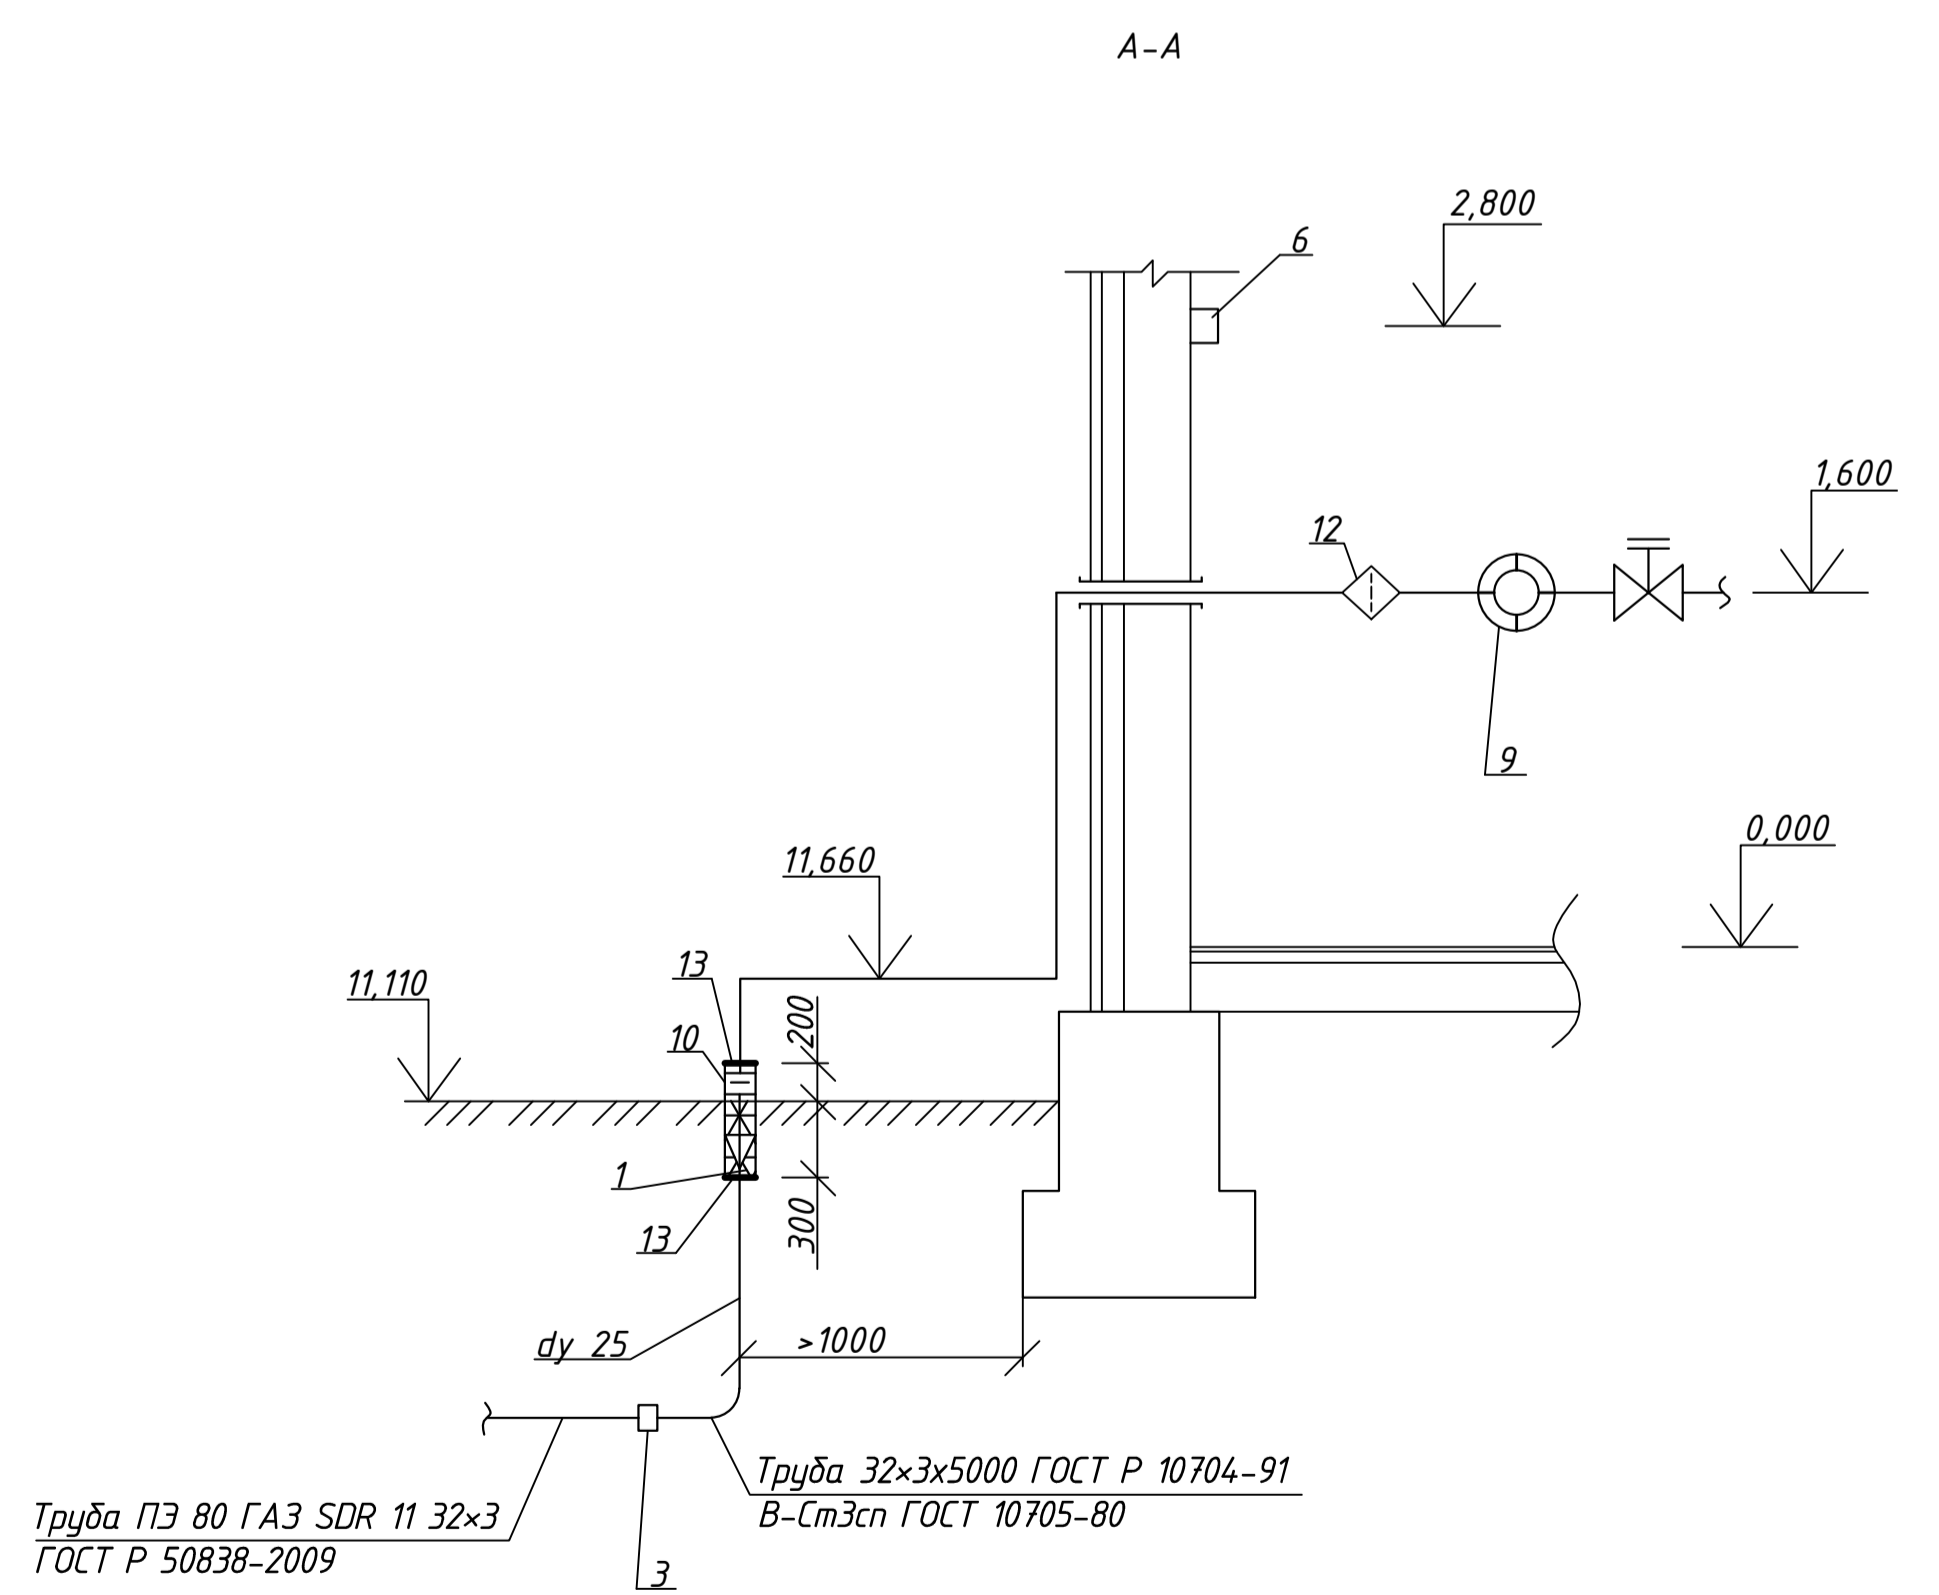 А-А
2,800
6
1,600
12
9
0,000
11,660
13
11,110
200
10
1
13
300
dy 25
>1000
Труба 32×3х5000 ГОСТ Р 10704-91
В-Ст3сп ГОСТ 10705-80
Труба ПЭ 80 ГАЗ SDR 11 32×3
ГОСТ Р 50838-2009
3